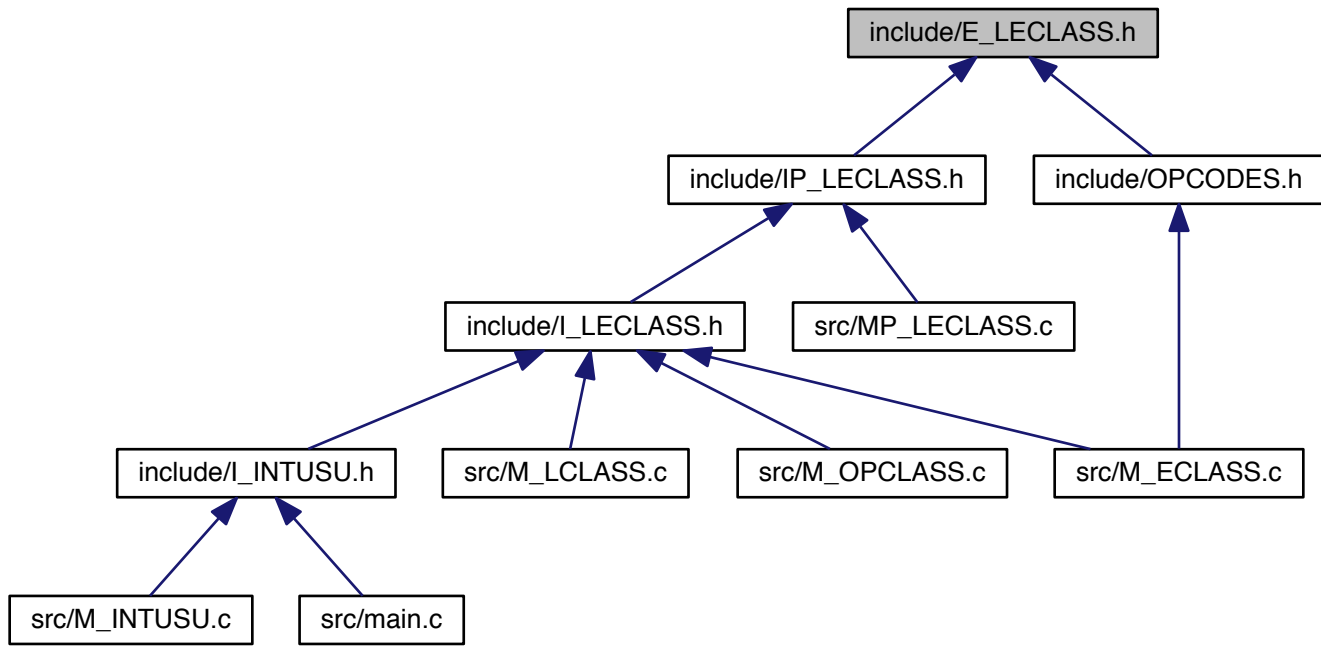 include/E_LECLASS.h
include/IP_LECLASS.h
include/OPCODES.h
include/I_LECLASS.h
src/MP_LECLASS.c
include/I_INTUSU.h
src/M_LCLASS.c
src/M_OPCLASS.c
src/M_ECLASS.c
src/M_INTUSU.c
src/main.c